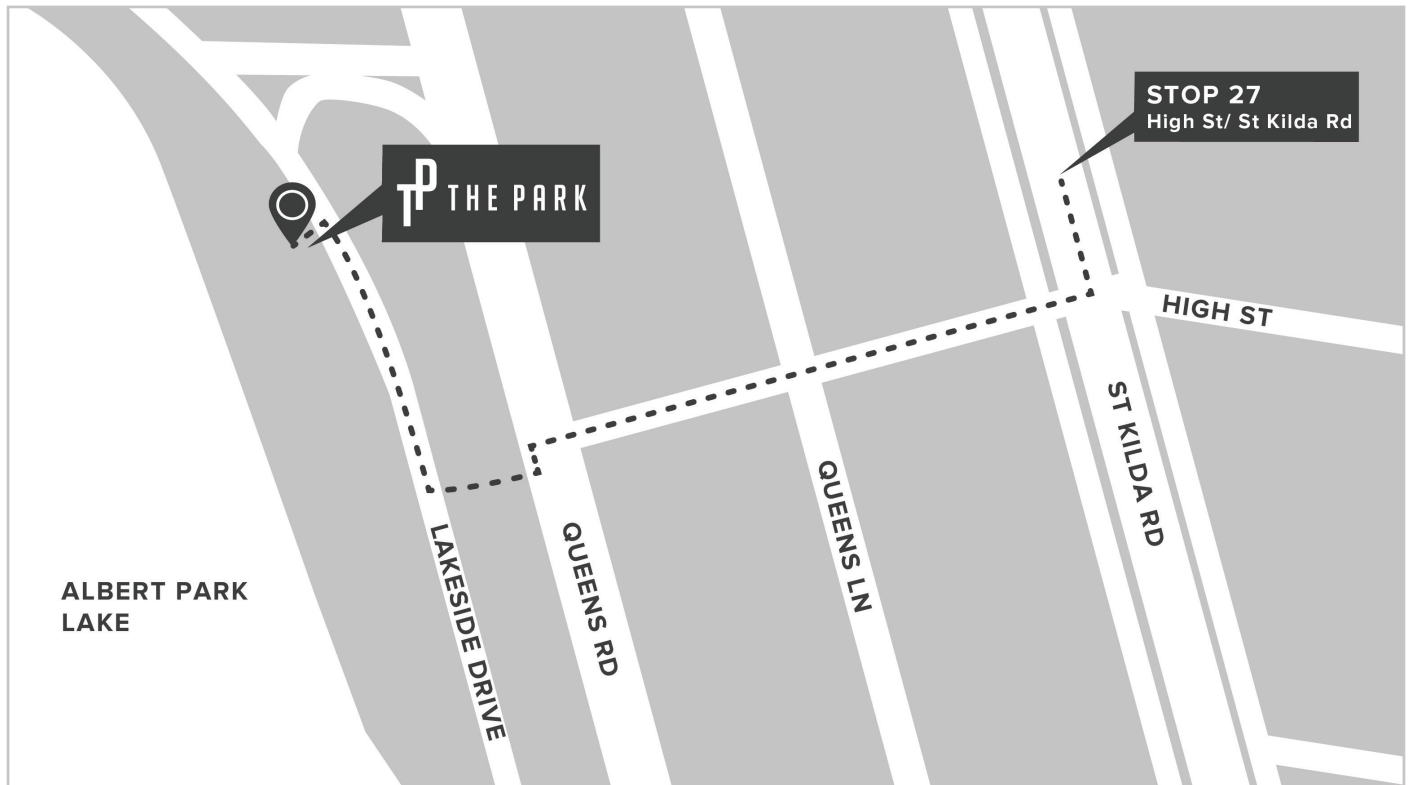 STOP 27
High St/ St Kilda Rd
TP THE PARK
HIGH ST
ST KILDA RD
QUEENS LN
QUEENS RD
LAKESIDE DRIVE
ALBERT PARK
LAKE